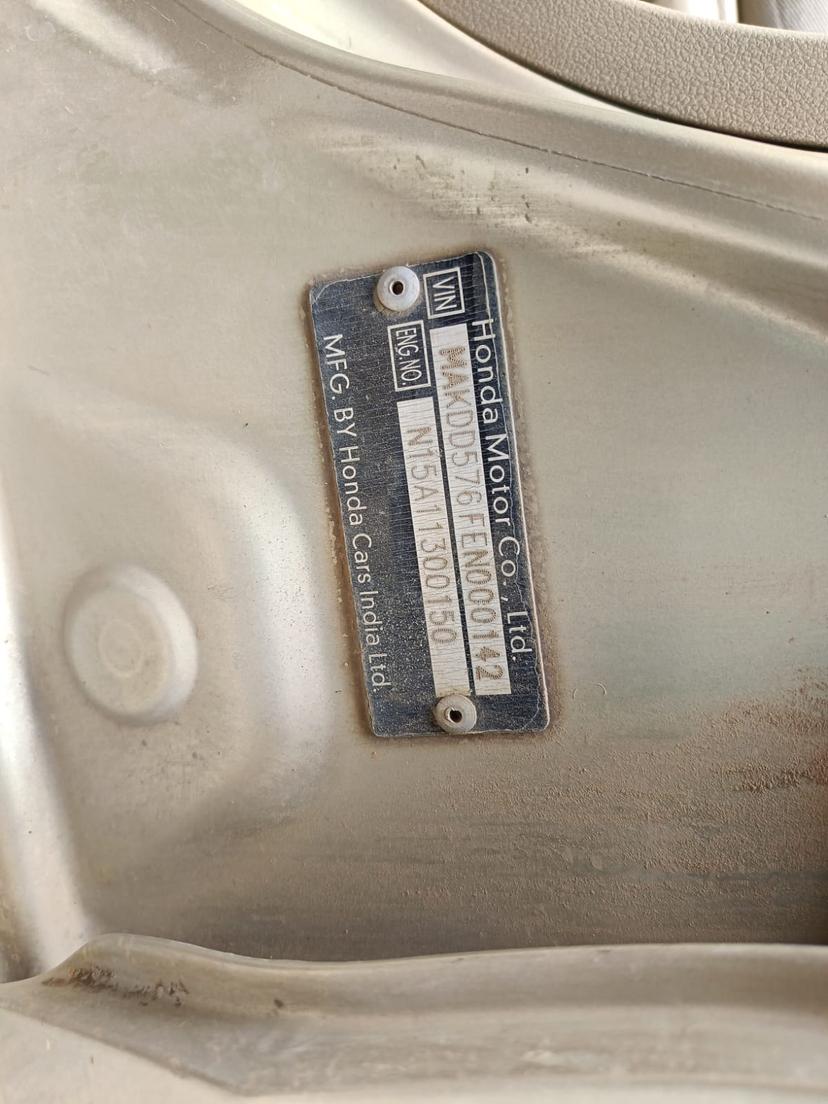 Honda Motor Co., Ltd.
VIN MAKDD576FEN000142
ENG.NO. N15A11300150
MFG. BY Honda Cars India Ltd.